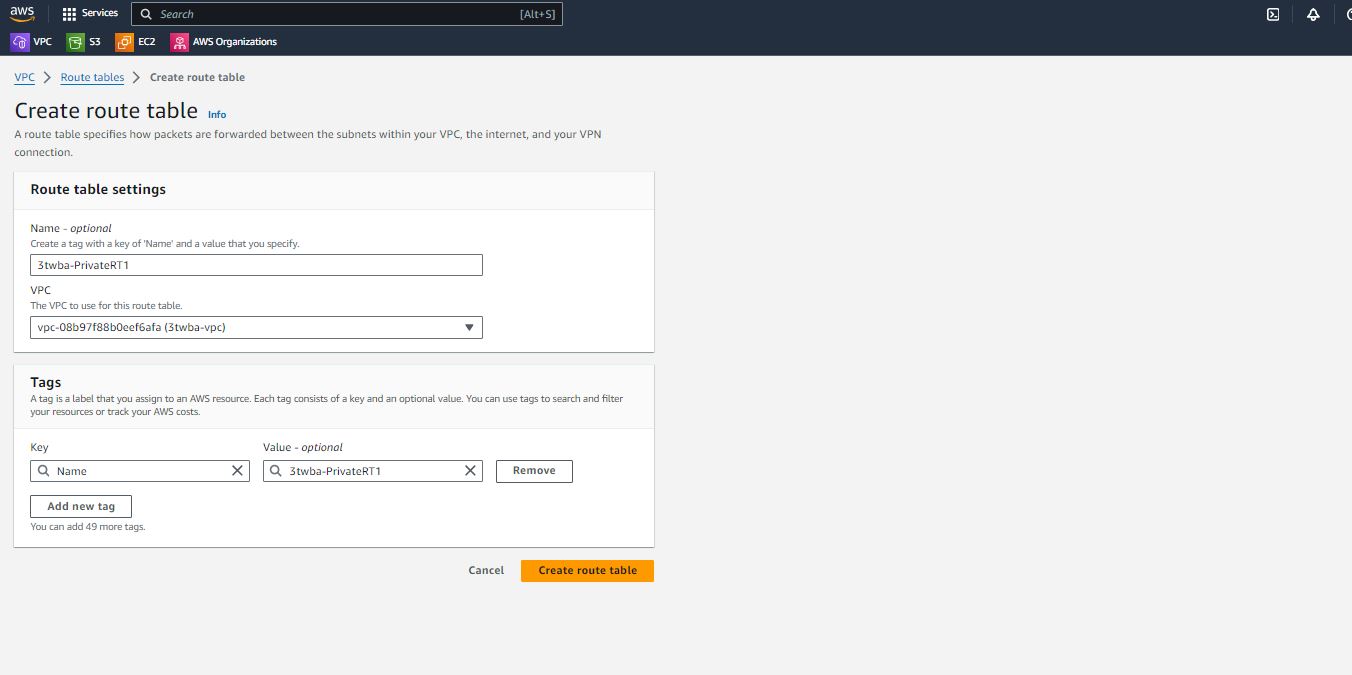 aws
Services
Search
[Alt+S]
VPC
S3
EC2
AWS Organizations
VPC
Route tables
Create route table
Create route table
Info
A route table specifies how packets are forwarded between the subnets within your VPC, the internet, and your VPN
connection.
Route table settings
Name - optional
Create a tag with a key of 'Name' and a value that you specify.
3twba-PrivateRT1
VPC
The VPC to use for this route table.
vpc-08b97f88b0eef6afa (3twba-vpc)
Tags
A tag is a label that you assign to an AWS resource. Each tag consists of a key and an optional value. You can use tags to search and filter
your resources or track your AWS costs.
Key
Value - optional
Name
3twba-PrivateRT1
Remove
Add new tag
You can add 49 more tags.
Cancel
Create route table